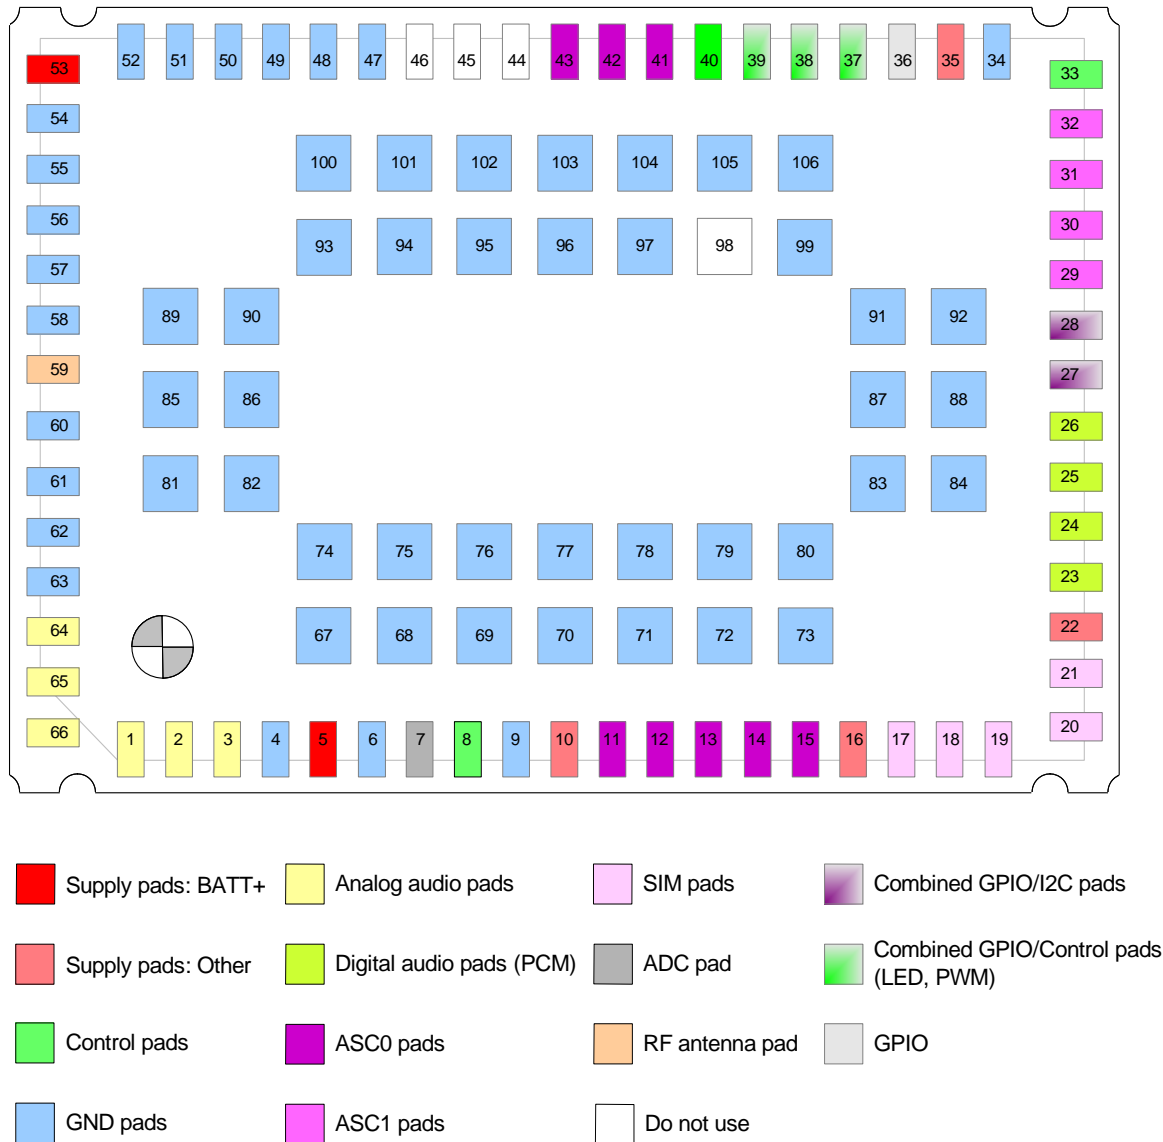 52 51 50 49 48 47 46 45 44 43 42 41 40 39 38 37 36 35 34
53 33
54 32
55 100 101 102 103 104 105 106 31
56 93 94 95 96 97 98 99 30
57 29
58 89 90 91 92 28
59 85 86 87 88 27
60 26
61 81 82 83 84 25
62 74 75 76 77 78 79 80 24
63 23
64 67 68 69 70 71 72 73 22
65 21
66 1 2 3 4 5 6 7 8 9 10 11 12 13 14 15 16 17 18 19 20
Supply pads: BATT+ Analog audio pads SIM pads Combined GPIO/I2C pads
Supply pads: Other Digital audio pads (PCM) ADC pad Combined GPIO/Control pads
(LED, PWM)
Control pads ASC0 pads RF antenna pad GPIO
GND pads ASC1 pads Do not use